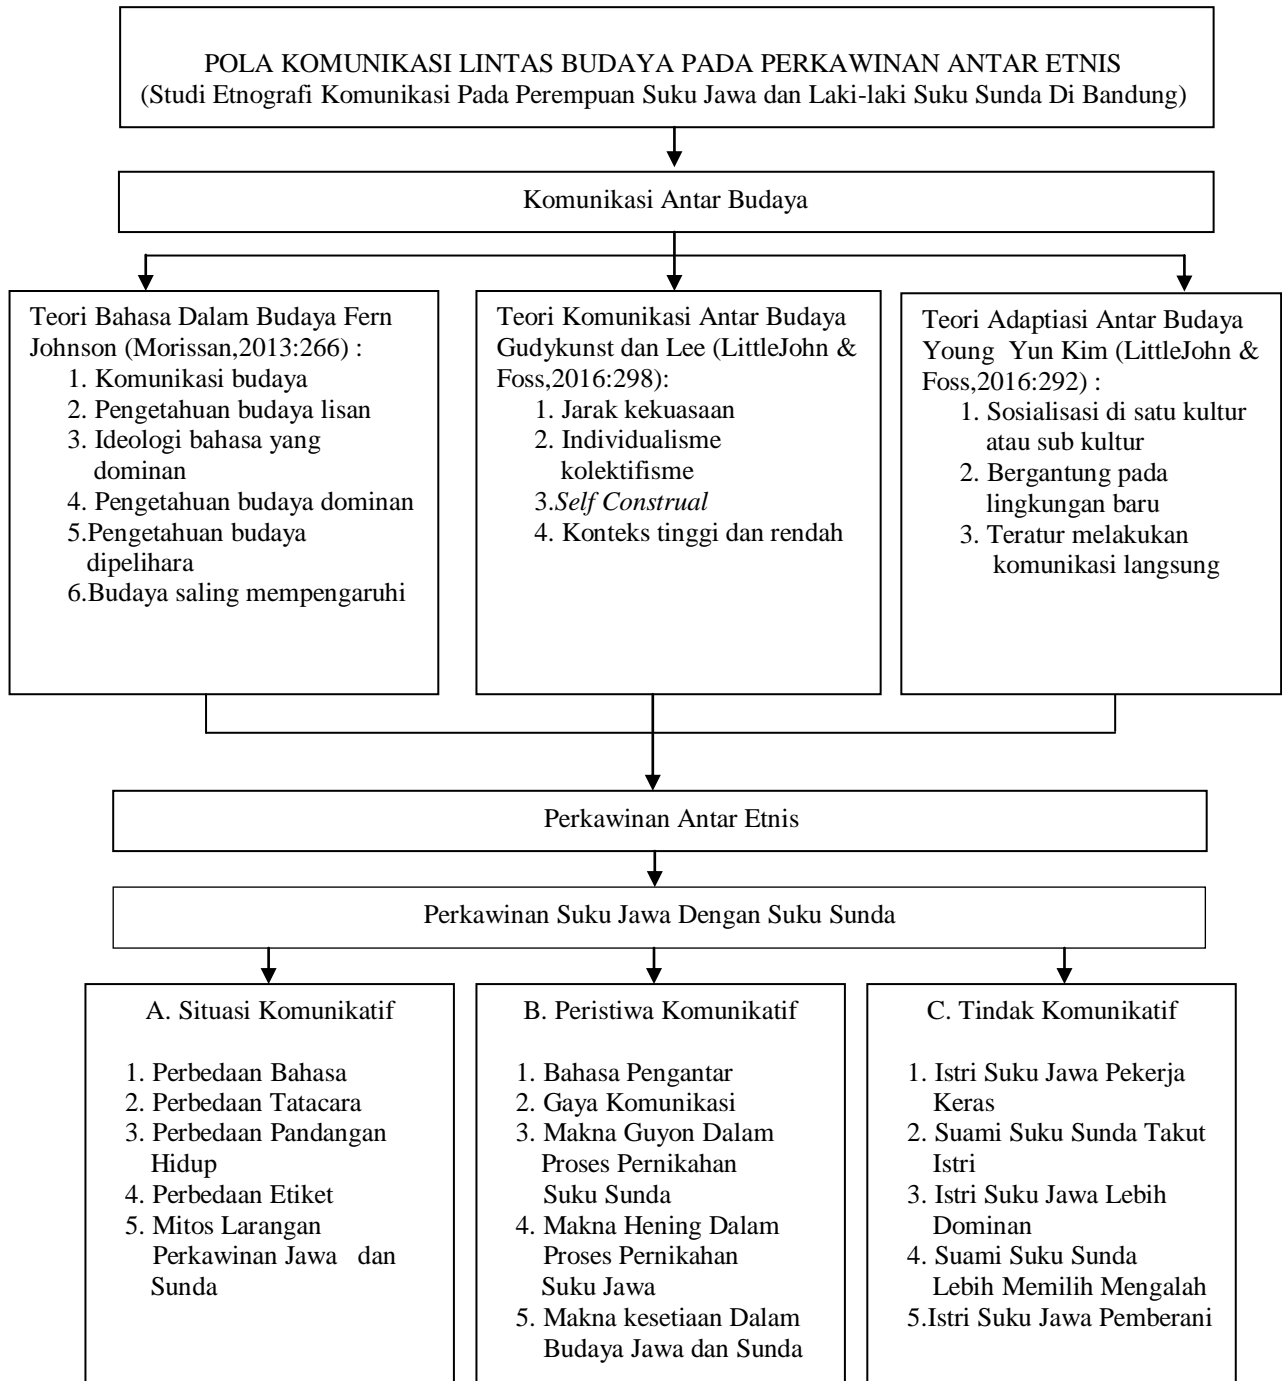 POLA KOMUNIKASI LINTAS BUDAYA PADA PERKAWINAN ANTAR ETNIS
(Studi Etnografi Komunikasi Pada Perempuan Suku Jawa dan Laki-laki Suku Sunda Di Bandung)
Komunikasi Antar Budaya
Teori Bahasa Dalam Budaya Fern
Johnson (Morissan,2013:266) :
1. Komunikasi budaya
2. Pengetahuan budaya lisan
3. Ideologi bahasa yang
dominan
4. Pengetahuan budaya dominan
5.Pengetahuan budaya
dipelihara
6.Budaya saling mempengaruhi
Teori Komunikasi Antar Budaya
Gudykunst dan Lee (LittleJohn &
Foss,2016:298):
1. Jarak kekuasaan
2. Individualisme
kolektifisme
3.Self Construal
4. Konteks tinggi dan rendah
Teori Adaptiasi Antar Budaya
Young Yun Kim (LittleJohn &
Foss,2016:292) :
1. Sosialisasi di satu kultur
atau sub kultur
2. Bergantung pada
lingkungan baru
3. Teratur melakukan
komunikasi langsung
Perkawinan Antar Etnis
Perkawinan Suku Jawa Dengan Suku Sunda
A. Situasi Komunikatif
1. Perbedaan Bahasa
2. Perbedaan Tatacara
3. Perbedaan Pandangan
Hidup
4. Perbedaan Etiket
5. Mitos Larangan
Perkawinan Jawa dan
Sunda
B. Peristiwa Komunikatif
1. Bahasa Pengantar
2. Gaya Komunikasi
3. Makna Guyon Dalam
Proses Pernikahan
Suku Sunda
4. Makna Hening Dalam
Proses Pernikahan
Suku Jawa
5. Makna kesetiaan Dalam
Budaya Jawa dan Sunda
C. Tindak Komunikatif
1. Istri Suku Jawa Pekerja
Keras
2. Suami Suku Sunda Takut
Istri
3. Istri Suku Jawa Lebih
Dominan
4. Suami Suku Sunda
Lebih Memilih Mengalah
5.Istri Suku Jawa Pemberani